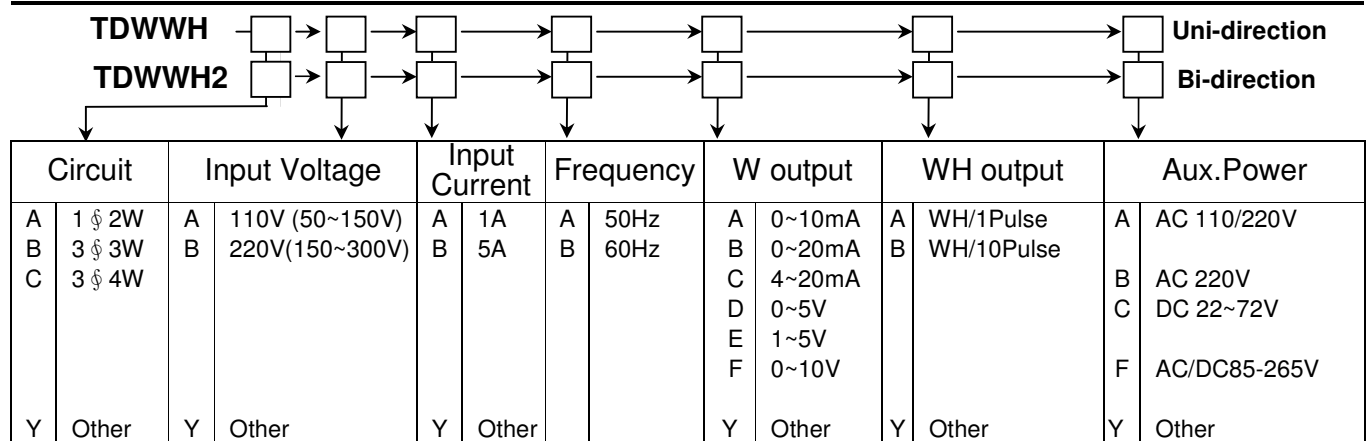 TDWWH Uni-direction
TDWWH2 Bi-direction
Circuit Input Voltage Input Current Frequency W output WH output Aux.Power
A 1∮2W A 110V (50~150V) A 1A A 50Hz A 0~10mA A WH/1Pulse A AC 110/220V
B 3∮3W B 220V(150~300V) B 5A B 60Hz B 0~20mA B WH/10Pulse
C 3∮4W C 4~20mA B AC 220V
D 0~5V C DC 22~72V
E 1~5V
F 0~10V F AC/DC85-265V
Y Other Y Other Y Other Y Other Y Other Y Other